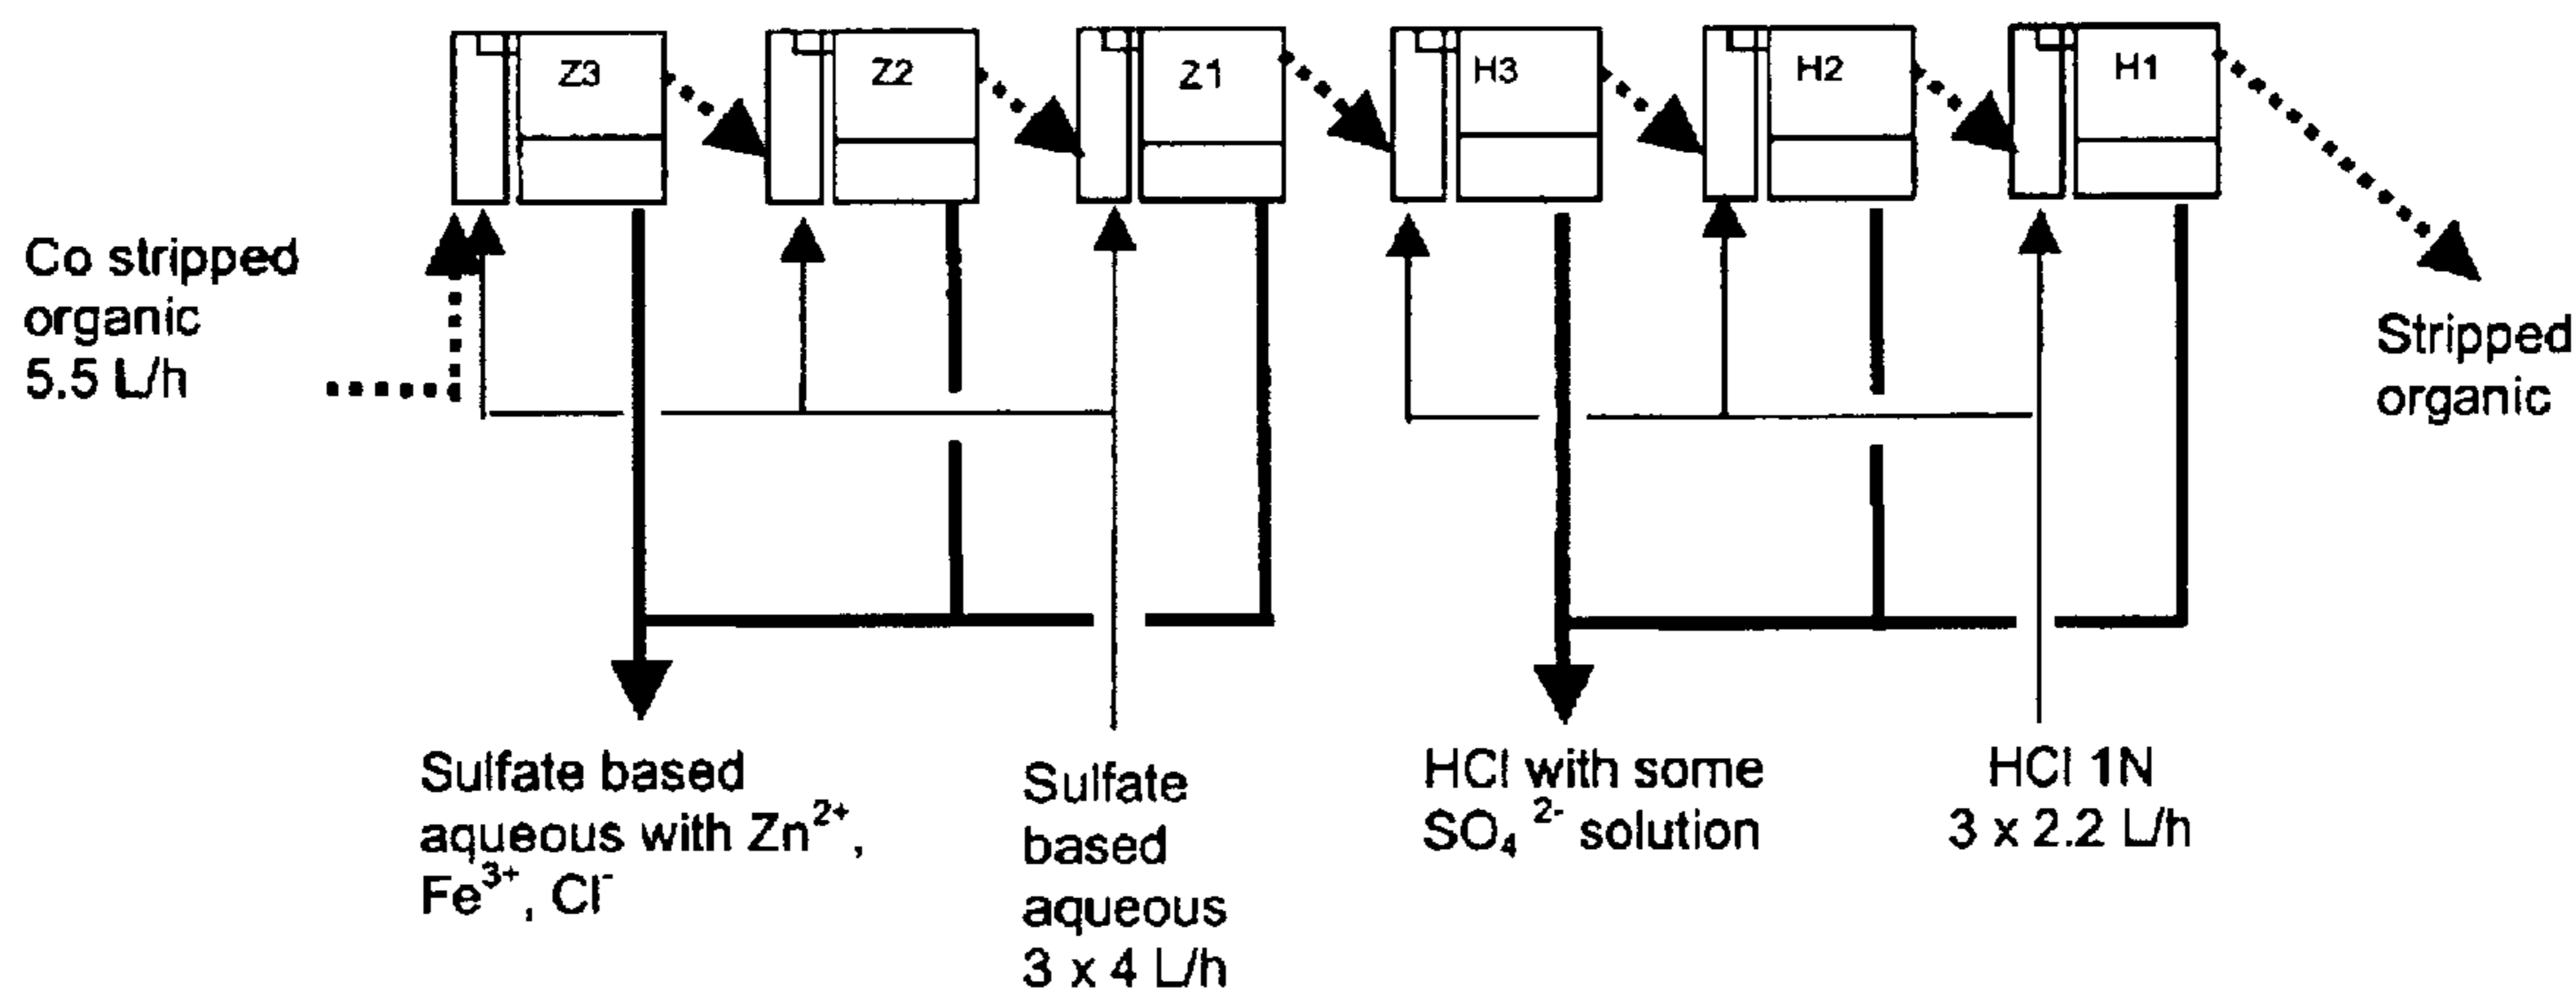 Z3
Z2
Z1
H3
H2
H1
Co stripped
organic
5.5 L/h
Stripped
organic
Sulfate based
aqueous with Zn²⁺,
Fe³⁺, Cl⁻
Sulfate
based
aqueous
3 x 4 L/h
HCl with some
SO₄ ²⁻ solution
HCl 1N
3 x 2.2 L/h